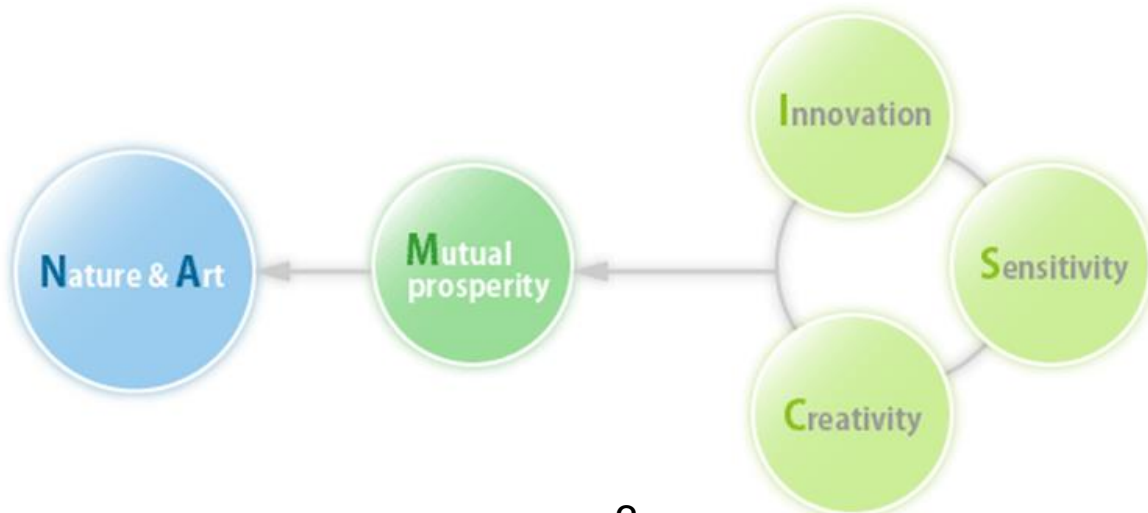 Innovation
Nature & Art
Mutual
prosperity
Sensitivity
Creativity